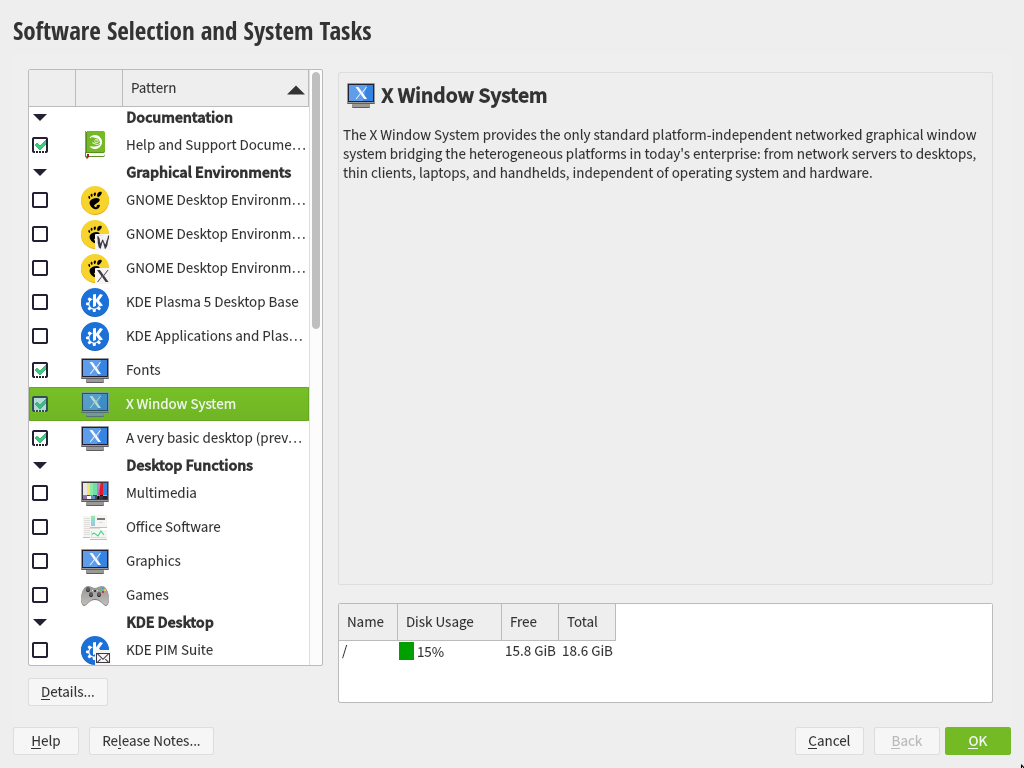 Software Selection and System Tasks
Pattern
Documentation
Help and Support Docume...
Graphical Environments
GNOME Desktop Environm...
GNOME Desktop Environm...
GNOME Desktop Environm...
KDE Plasma 5 Desktop Base
KDE Applications and Plas...
Fonts
X Window System
A very basic desktop (prev...
Desktop Functions
Multimedia
Office Software
Graphics
Games
KDE Desktop
KDE PIM Suite
Details...
X Window System
The X Window System provides the only standard platform-independent networked graphical window
system bridging the heterogeneous platforms in today's enterprise: from network servers to desktops,
thin clients, laptops, and handhelds, independent of operating system and hardware.
Name Disk Usage Free Total
/ 15% 15.8 GiB 18.6 GiB
Help Release Notes... Cancel Back OK